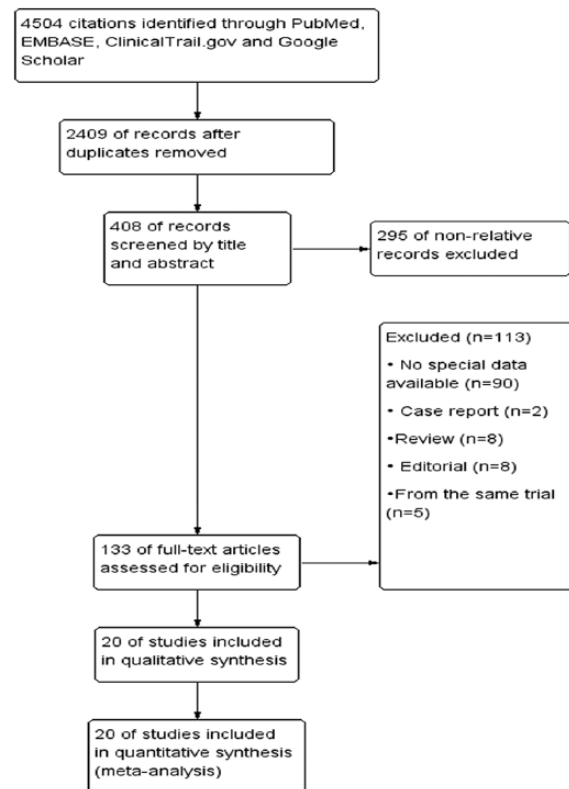 4504 citations identified through PubMed,
EMBASE, ClinicalTrail.gov and Google
Scholar
2409 of records after
duplicates removed
408 of records
screened by title
and abstract
295 of non-relative
records excluded
Excluded (n=113)
• No special data
available (n=90)
• Case report (n=2)
•Review (n=8)
• Editorial (n=8)
•From the same trial
(n=5)
133 of full-text articles
assessed for eligibility
20 of studies included
in qualitative synthesis
20 of studies included
in quantitative synthesis
(meta-analysis)